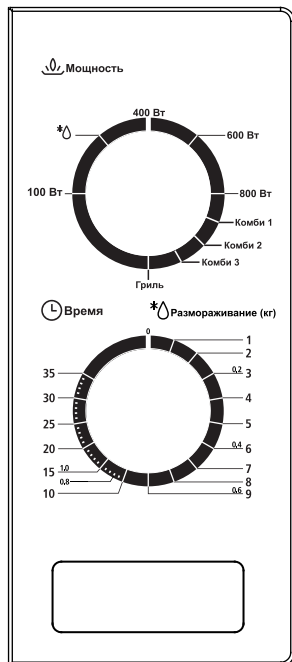 Мощность
400 Вт
600 Вт
100 Вт
800 Вт
Комби 1
Комби 2
Комби 3
Гриль
Время
Размораживание (кг)
0
1
2
35
0,2
3
30
4
25
5
20
0,4
6
15
1,0
7
0,8
8
10
0,6
9